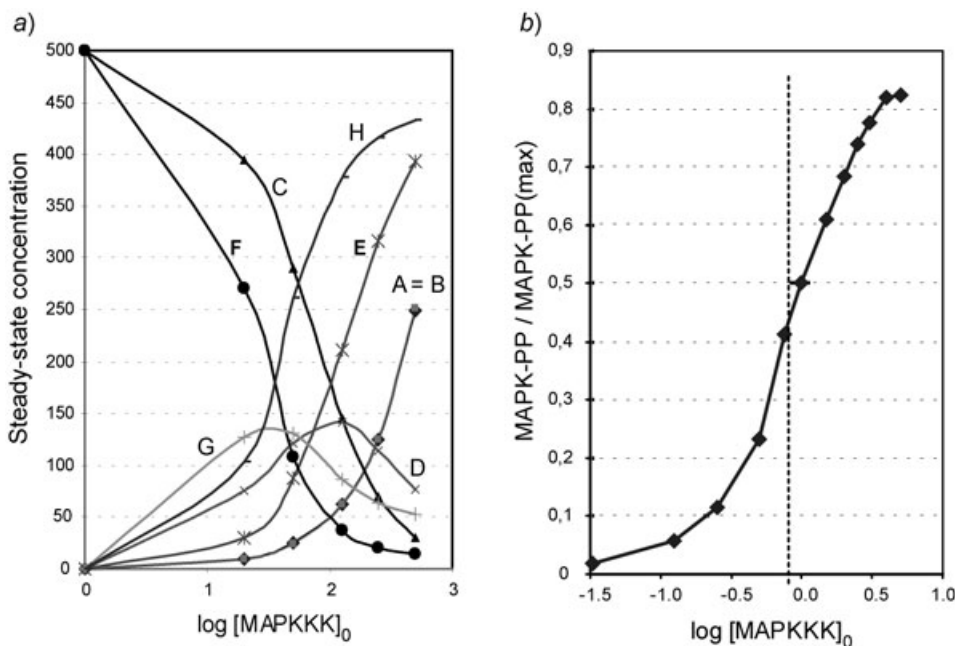 a)
Steady-state concentration
500
450
400
350
300
250
200
150
100
50
0
H
C
F
E
A = B
G
D
0 1 2 3
log [MAPKKK]0
b)
MAPK-PP / MAPK-PP(max)
0,9
0,8
0,7
0,6
0,5
0,4
0,3
0,2
0,1
0
-1.5 -1.0 -0.5 0.0 0.5 1.0
log [MAPKKK]0